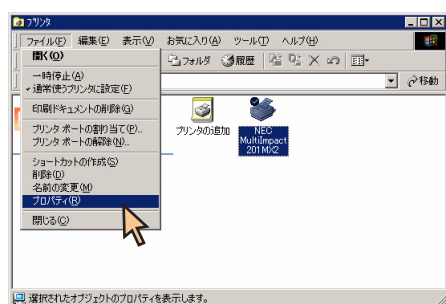 プリンタ
ファイル(F) 編集(E) 表示(V) お気に入り(A) ツール(T) ヘルプ(H)
開く(O)
フォルダ 履歴
一時停止(A)
通常使うプリンタに設定(F)
移動
印刷ドキュメントの削除(G)
プリンタ ポートの割り当て(P)...
プリンタ ポートの解除(N)...
プリンタの追加
NEC
MultiImpact
201MX2
ショートカットの作成(S)
削除(D)
名前の変更(M)
プロパティ(R)
閉じる(C)
選択されたオブジェクトのプロパティを表示します。